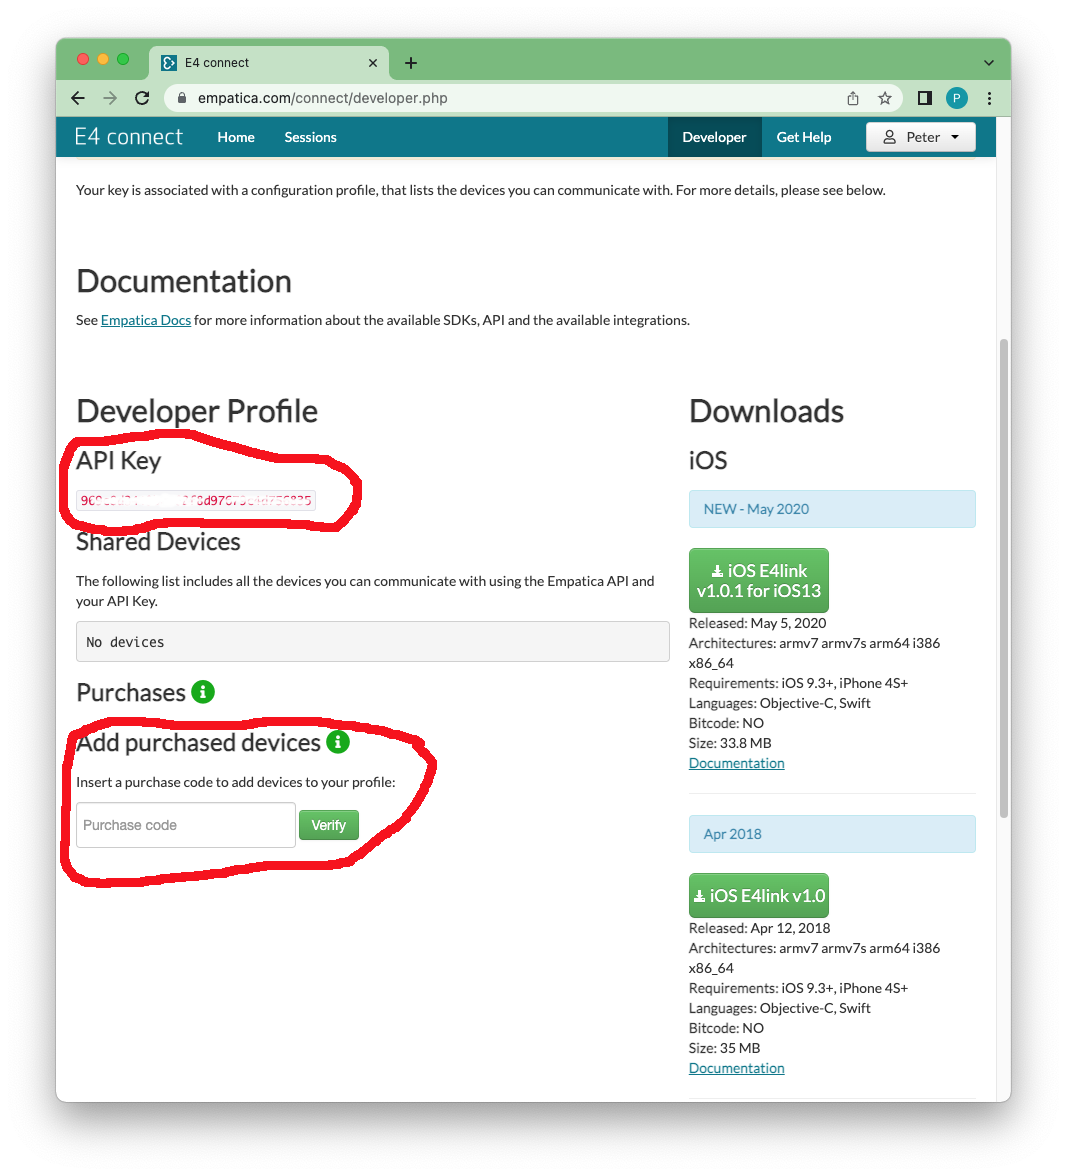 E4 connect
empatica.com/connect/developer.php
P
E4 connect Home Sessions Developer Get Help Peter
Your key is associated with a configuration profile, that lists the devices you can communicate with. For more details, please see below.
Documentation
See Empatica Docs for more information about the available SDKs, API and the available integrations.
Developer Profile
API Key
Shared Devices
The following list includes all the devices you can communicate with using the Empatica API and
your API Key.
No devices
Purchases
Add purchased devices
Insert a purchase code to add devices to your profile:
Purchase code Verify
Downloads
iOS
NEW - May 2020
iOS E4link
v1.0.1 for iOS13
Released: May 5, 2020
Architectures: armv7 armv7s arm64 i386
x86_64
Requirements: iOS 9.3+, iPhone 4S+
Languages: Objective-C, Swift
Bitcode: NO
Size: 33.8 MB
Documentation
Apr 2018
iOS E4link v1.0
Released: Apr 12, 2018
Architectures: armv7 armv7s arm64 i386
x86_64
Requirements: iOS 9.3+, iPhone 4S+
Languages: Objective-C, Swift
Bitcode: NO
Size: 35 MB
Documentation